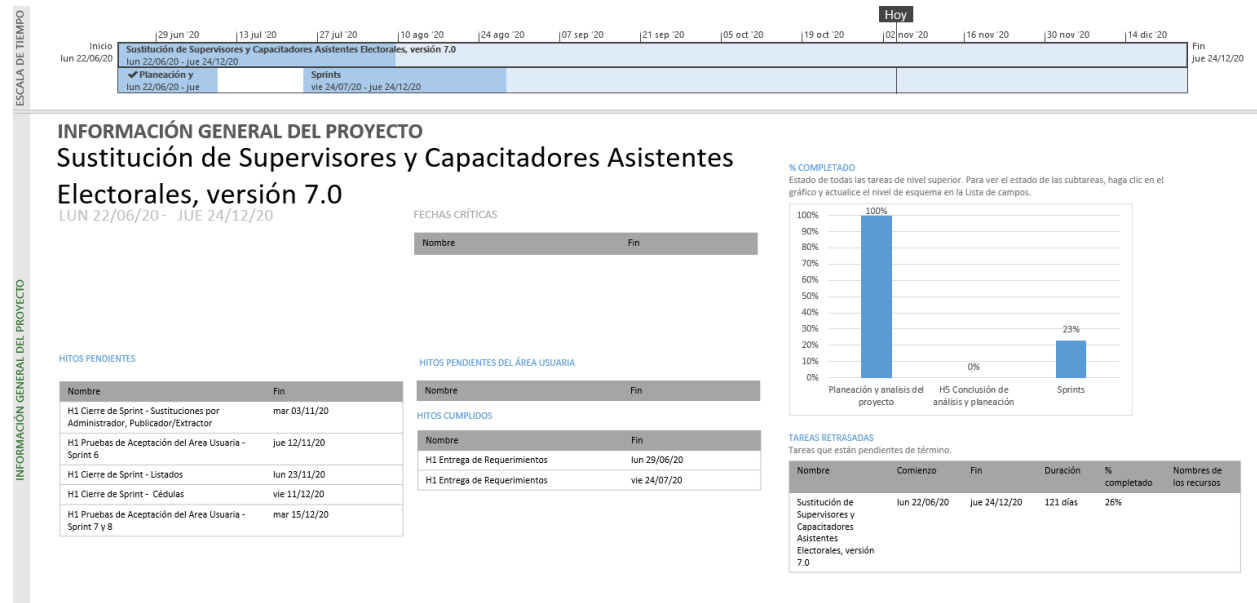 ESCALA DE TIEMPO
Hoy
29 jun '20 13 jul '20 27 jul '20 10 ago '20 24 ago '20 07 sep '20 21 sep '20 05 oct '20 19 oct '20 02 nov '20 16 nov '20 30 nov '20 14 dic '20
Inicio
lun 22/06/20
Sustitución de Supervisores y Capacitadores Asistentes Electorales, versión 7.0
lun 22/06/20 - jue 24/12/20
Fin
jue 24/12/20
✔Planeación y
lun 22/06/20 - jue
Sprints
vie 24/07/20 - jue 24/12/20
INFORMACIÓN GENERAL DEL PROYECTO
INFORMACIÓN GENERAL DEL PROYECTO
Sustitución de Supervisores y Capacitadores Asistentes
Electorales, versión 7.0
LUN 22/06/20 - JUE 24/12/20
FECHAS CRÍTICAS
Nombre Fin
HITOS PENDIENTES
Nombre Fin
H1 Cierre de Sprint - Sustituciones por mar 03/11/20
Administrador, Publicador/Extractor
H1 Pruebas de Aceptación del Area Usuaria - jue 12/11/20
Sprint 6
H1 Cierre de Sprint - Listados lun 23/11/20
H1 Cierre de Sprint - Cédulas vie 11/12/20
H1 Pruebas de Aceptación del Area Usuaria - mar 15/12/20
Sprint 7 y 8
HITOS PENDIENTES DEL ÁREA USUARIA
Nombre Fin
HITOS CUMPLIDOS
Nombre Fin
H1 Entrega de Requerimientos lun 29/06/20
H1 Entrega de Requerimientos vie 24/07/20
% COMPLETADO
Estado de todas las tareas de nivel superior. Para ver el estado de las subtareas, haga clic en el
gráfico y actualice el nivel de esquema en la Lista de campos.
100%
90%
80%
70%
60%
50%
40%
30%
20%
10%
0%
100%
0%
23%
Planeación y analisis del
proyecto
H5 Conclusión de
análisis y planeación
Sprints
TAREAS RETRASADAS
Tareas que están pendientes de término.
Nombre Comienzo Fin Duración % Nombres de
completado los recursos
Sustitución de lun 22/06/20 jue 24/12/20 121 días 26%
Supervisores y
Capacitadores
Asistentes
Electorales, versión
7.0